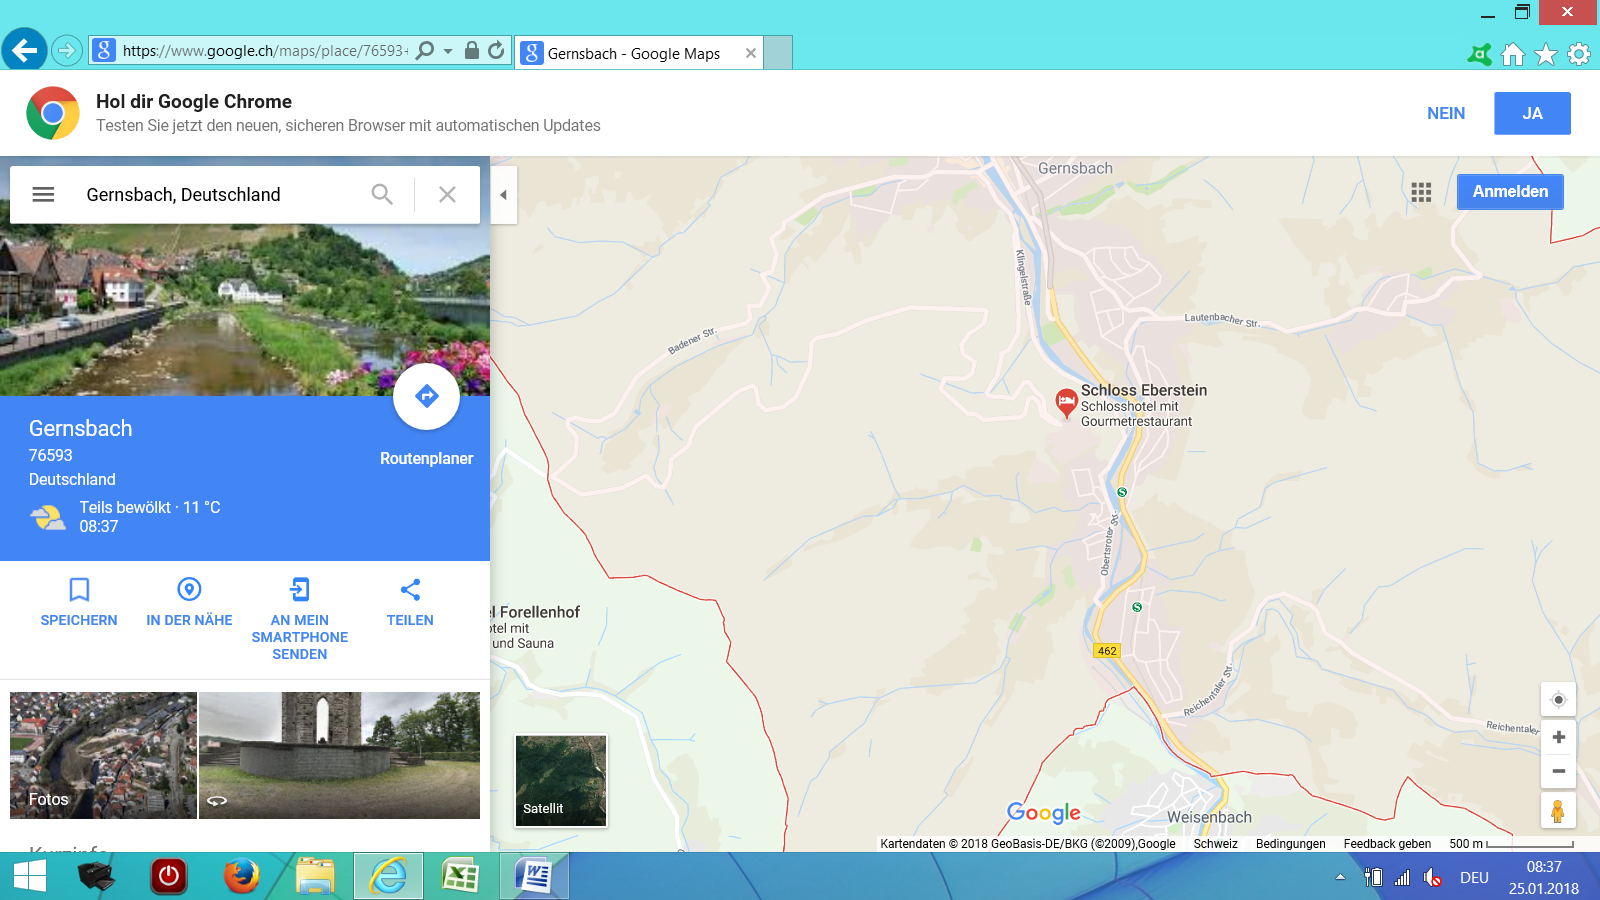 https://www.google.ch/maps/place/76593+
Gernsbach - Google Maps
Hol dir Google Chrome
Testen Sie jetzt den neuen, sicheren Browser mit automatischen Updates
NEIN
JA
Gernsbach, Deutschland
Anmelden
Gernsbach
76593
Deutschland
Routenplaner
Teils bewölkt · 11 °C
08:37
SPEICHERN
IN DER NÄHE
AN MEIN
SMARTPHONE
SENDEN
TEILEN
Fotos
Gernsbach
Klingelstraße
Badener Str.
Lautenbacher Str.
Schloss Eberstein
Schlosshotel mit
Gourmetrestaurant
S
Obertsroter Str.
S
l Forellenhof
otel mit
und Sauna
462
Reichentaler Str.
Reichentaler
Satellit
Google
Weisenbach
Kartendaten © 2018 GeoBasis-DE/BKG (©2009),Google
Schweiz
Bedingungen
Feedback geben
500 m
DEU
08:37
25.01.2018